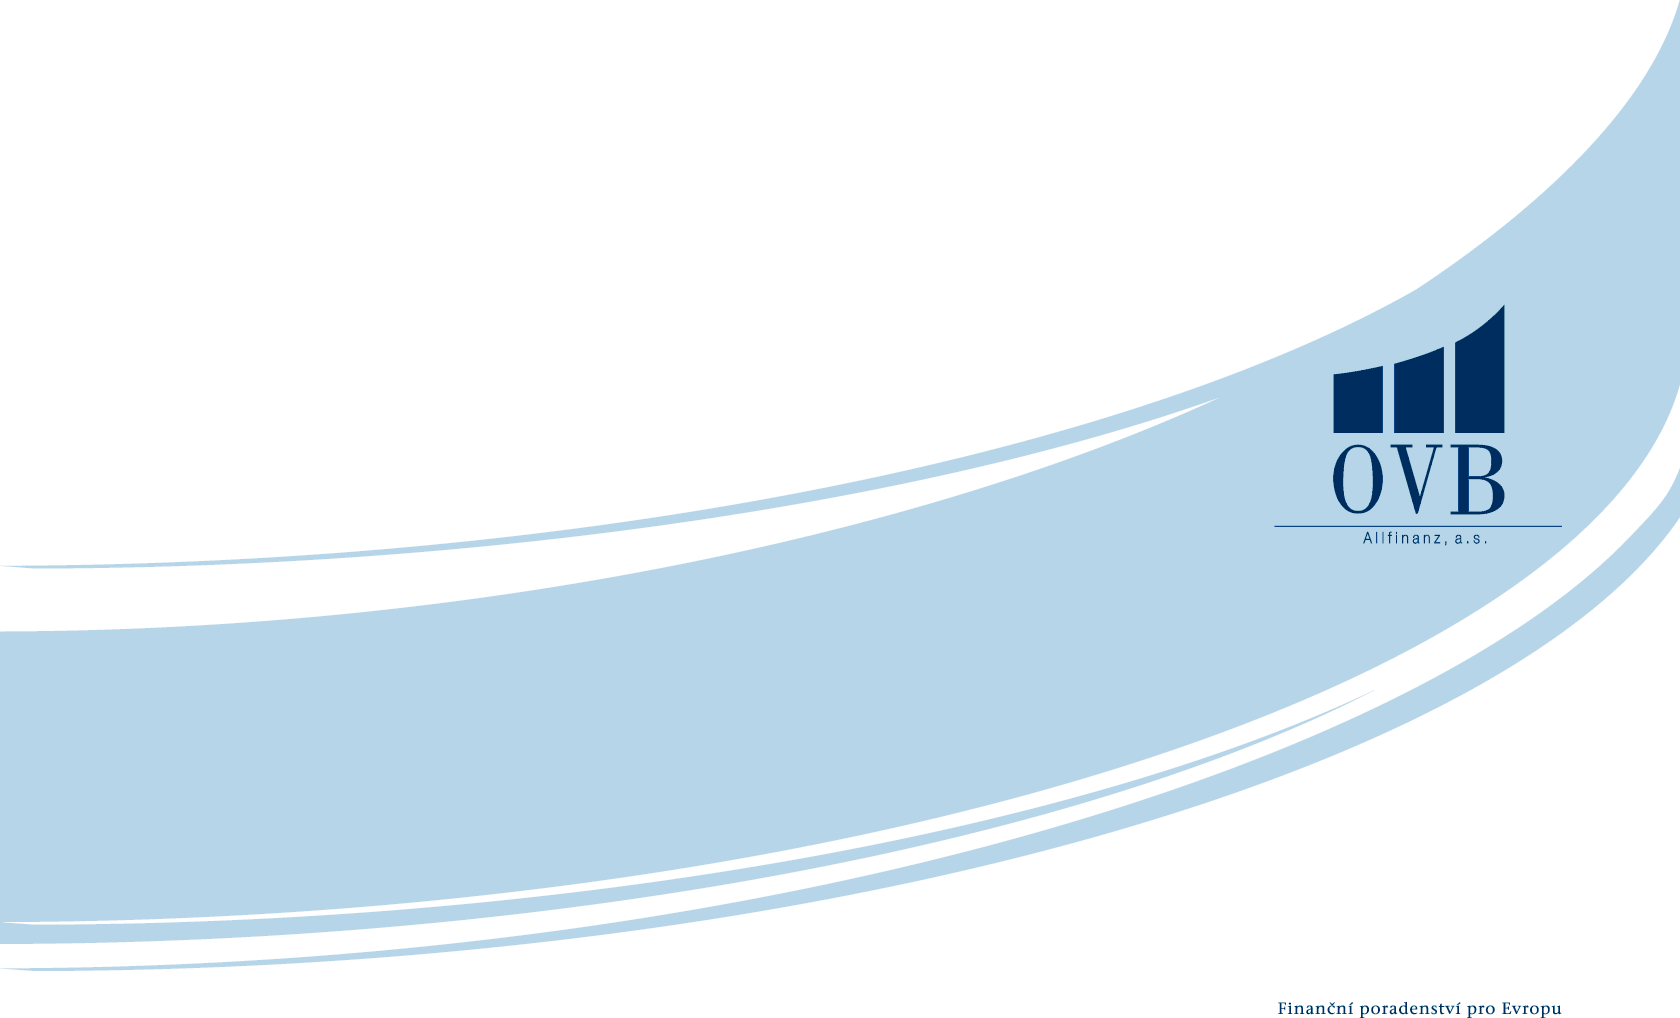 OVB
Allfinanz, a.s.
Finanční poradenství pro Evropu